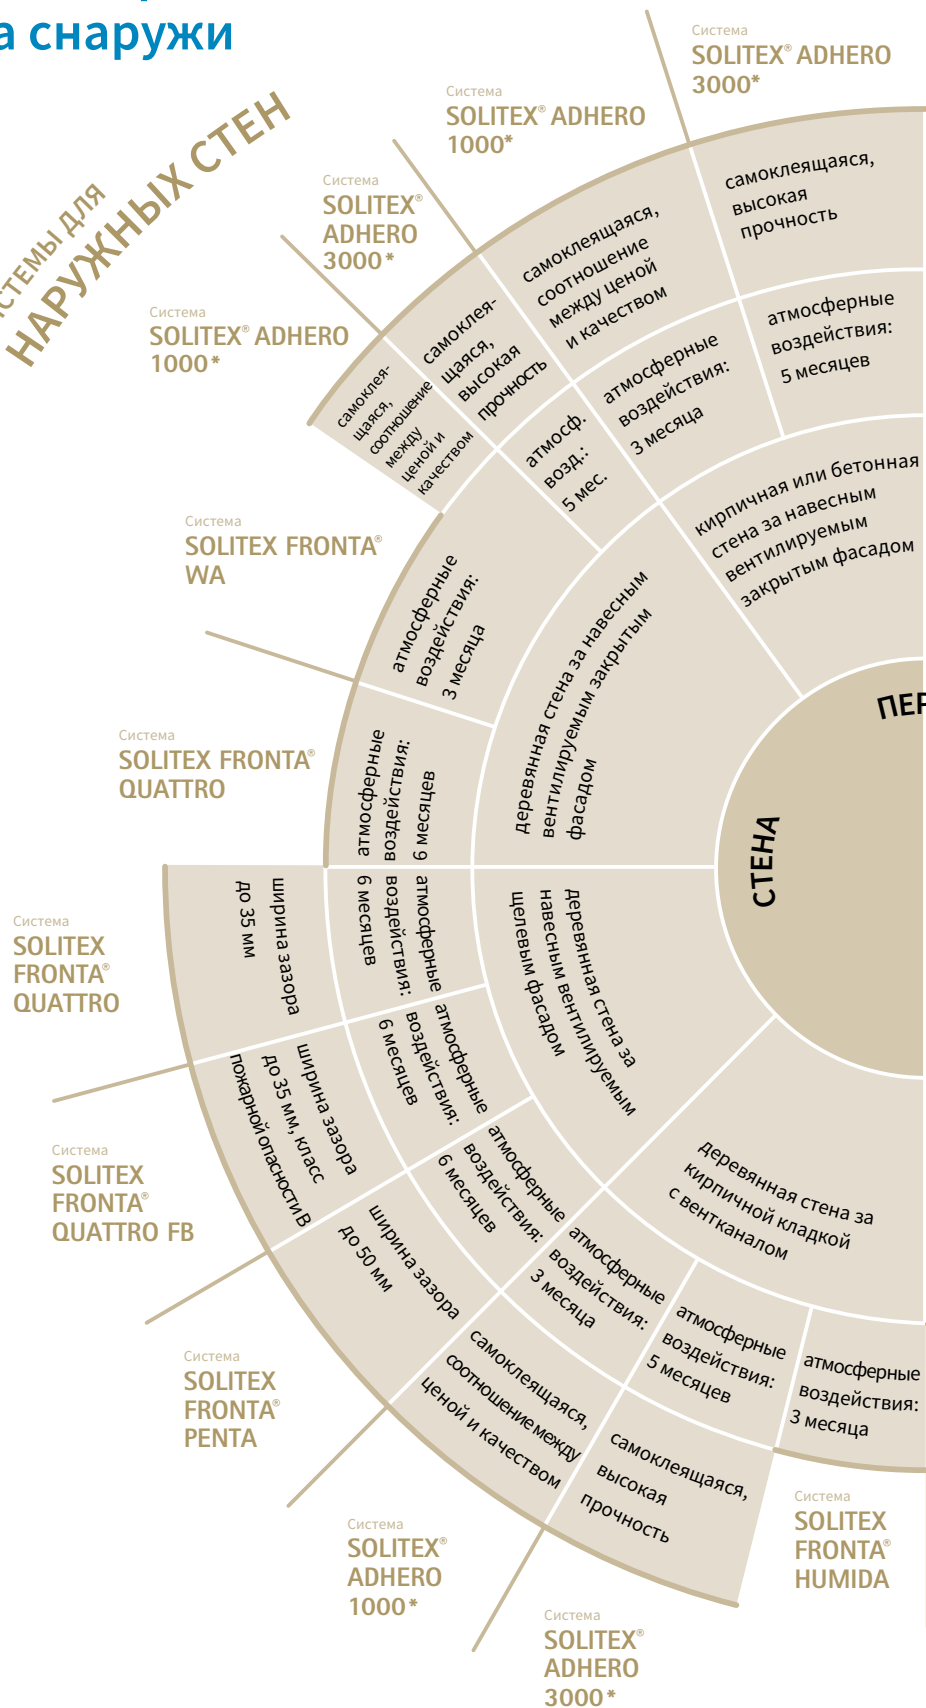 а снаружи
НАРУЖНЫХ СТЕН
Система
SOLITEX® ADHERO
3000*
Система
SOLITEX® ADHERO
1000*
Система
SOLITEX®
ADHERO
3000*
Система
SOLITEX® ADHERO
1000*
самоклеящаяся,
высокая
прочность
самоклеящаяся,
соотношение
между ценой
и качеством
самоклея-
щаяся,
высокая
прочность
самоклея-
щаяся,
соотношение
между
ценой и
качеством
атмосферные
воздействия:
5 месяцев
атмосферные
воздействия:
3 месяца
атмосф.
возд.:
5 мес.
кирпичная или бетонная
стена за навесным
вентилируемым
закрытым фасадом
Система
SOLITEX FRONTA®
WA
атмосферные
воздействия:
3 месяца
деревянная стена за навесным
вентилируемым закрытым
фасадом
Система
SOLITEX FRONTA®
QUATTRO
атмосферные
воздействия:
6 месяцев
СТЕНА
Система
SOLITEX
FRONTA®
QUATTRO
ширина зазора
до 35 мм
атмосферные
воздействия:
6 месяцев
деревянная стена за
навесным вентилируемым
щелевым фасадом
Система
SOLITEX
FRONTA®
QUATTRO FB
ширина зазора
до 35 мм, класс
пожарной опасности В
атмосферные
воздействия:
6 месяцев
Система
SOLITEX
FRONTA®
PENTA
ширина зазора
до 50 мм
атмосферные
воздействия:
6 месяцев
деревянная стена за
кирпичной кладкой
с вентканалом
атмосферные
воздействия:
3 месяца
атмосферные
воздействия:
5 месяцев
атмосферные
воздействия:
3 месяца
самоклеящаяся,
соотношение между
ценой и качеством
самоклеящаяся,
высокая
прочность
Система
SOLITEX®
ADHERO
1000*
Система
SOLITEX®
ADHERO
3000*
Система
SOLITEX
FRONTA®
HUMIDA